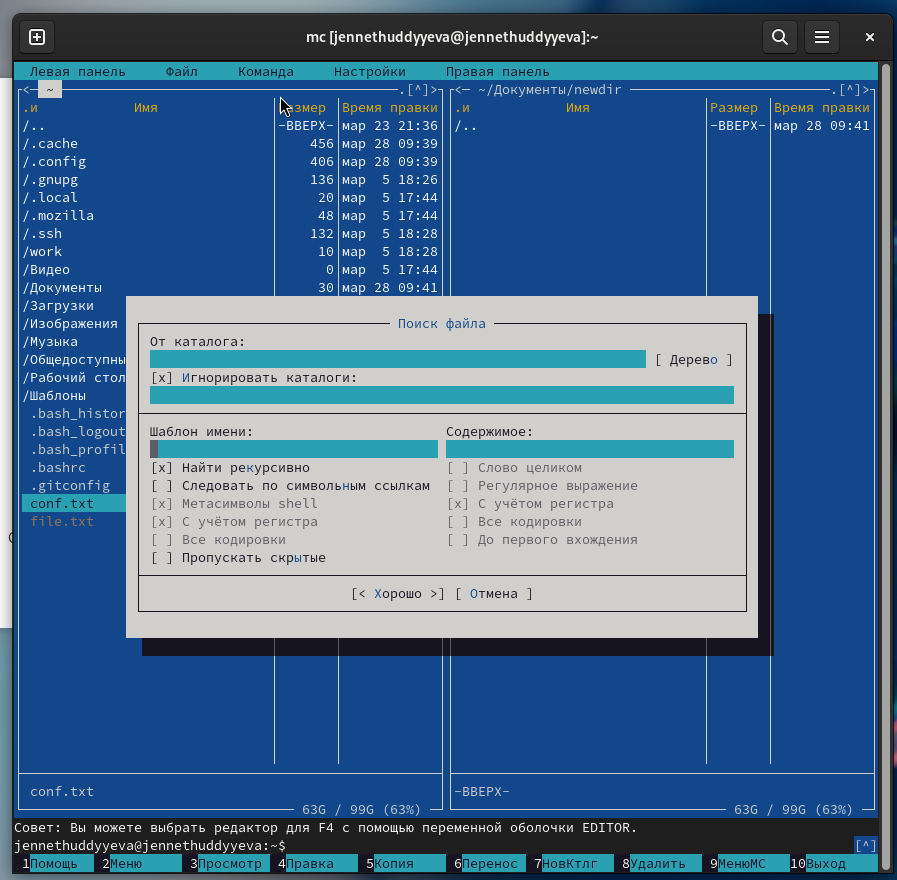 mc [jennethuddyyeva@jennethuddyyeva]:~
Левая панель Файл Команда Настройки Правая панель
<─ ~ ─.[^]>┐┌<─ ~/Документы/newdir ─.[^]>
.и Имя Размер Время правки .и Имя Размер Время правки
/.. -ВВЕРХ- мар 23 21:36 /.. -ВВЕРХ- мар 28 09:41
/.cache 456 мар 28 09:39
/.config 406 мар 28 09:39
/.gnupg 136 мар 5 18:26
/.local 20 мар 5 17:44
/.mozilla 48 мар 5 17:44
/.ssh 132 мар 5 18:28
/work 10 мар 5 18:28
/Видео 0 мар 5 17:44
/Документы 30 мар 28 09:41
/Загрузки
/Изображения
/Музыка
/Общедоступны
/Рабочий стол
/Шаблоны
.bash_histor
.bash_logout
.bash_profil
.bashrc
.gitconfig
conf.txt
file.txt
Поиск файла
От каталога:
[ Дерево ]
[x] Игнорировать каталоги:
Шаблон имени: Содержимое:
[x] Найти рекурсивно [ ] Слово целиком
[ ] Следовать по символьным ссылкам [ ] Регулярное выражение
[x] Метасимволы shell [x] С учётом регистра
[x] С учётом регистра [ ] Все кодировки
[ ] Все кодировки [ ] До первого вхождения
[ ] Пропускать скрытые
[< Хорошо >] [ Отмена ]
conf.txt -ВВЕРХ-
63G / 99G (63%) 63G / 99G (63%)
Совет: Вы можете выбрать редактор для F4 с помощью переменной оболочки EDITOR.
jennethuddyyeva@jennethuddyyeva:~$ [^]
1Помощь 2Меню 3Просмотр 4Правка 5Копия 6Перенос 7НовКтлг 8Удалить 9МенюМС 10Выход